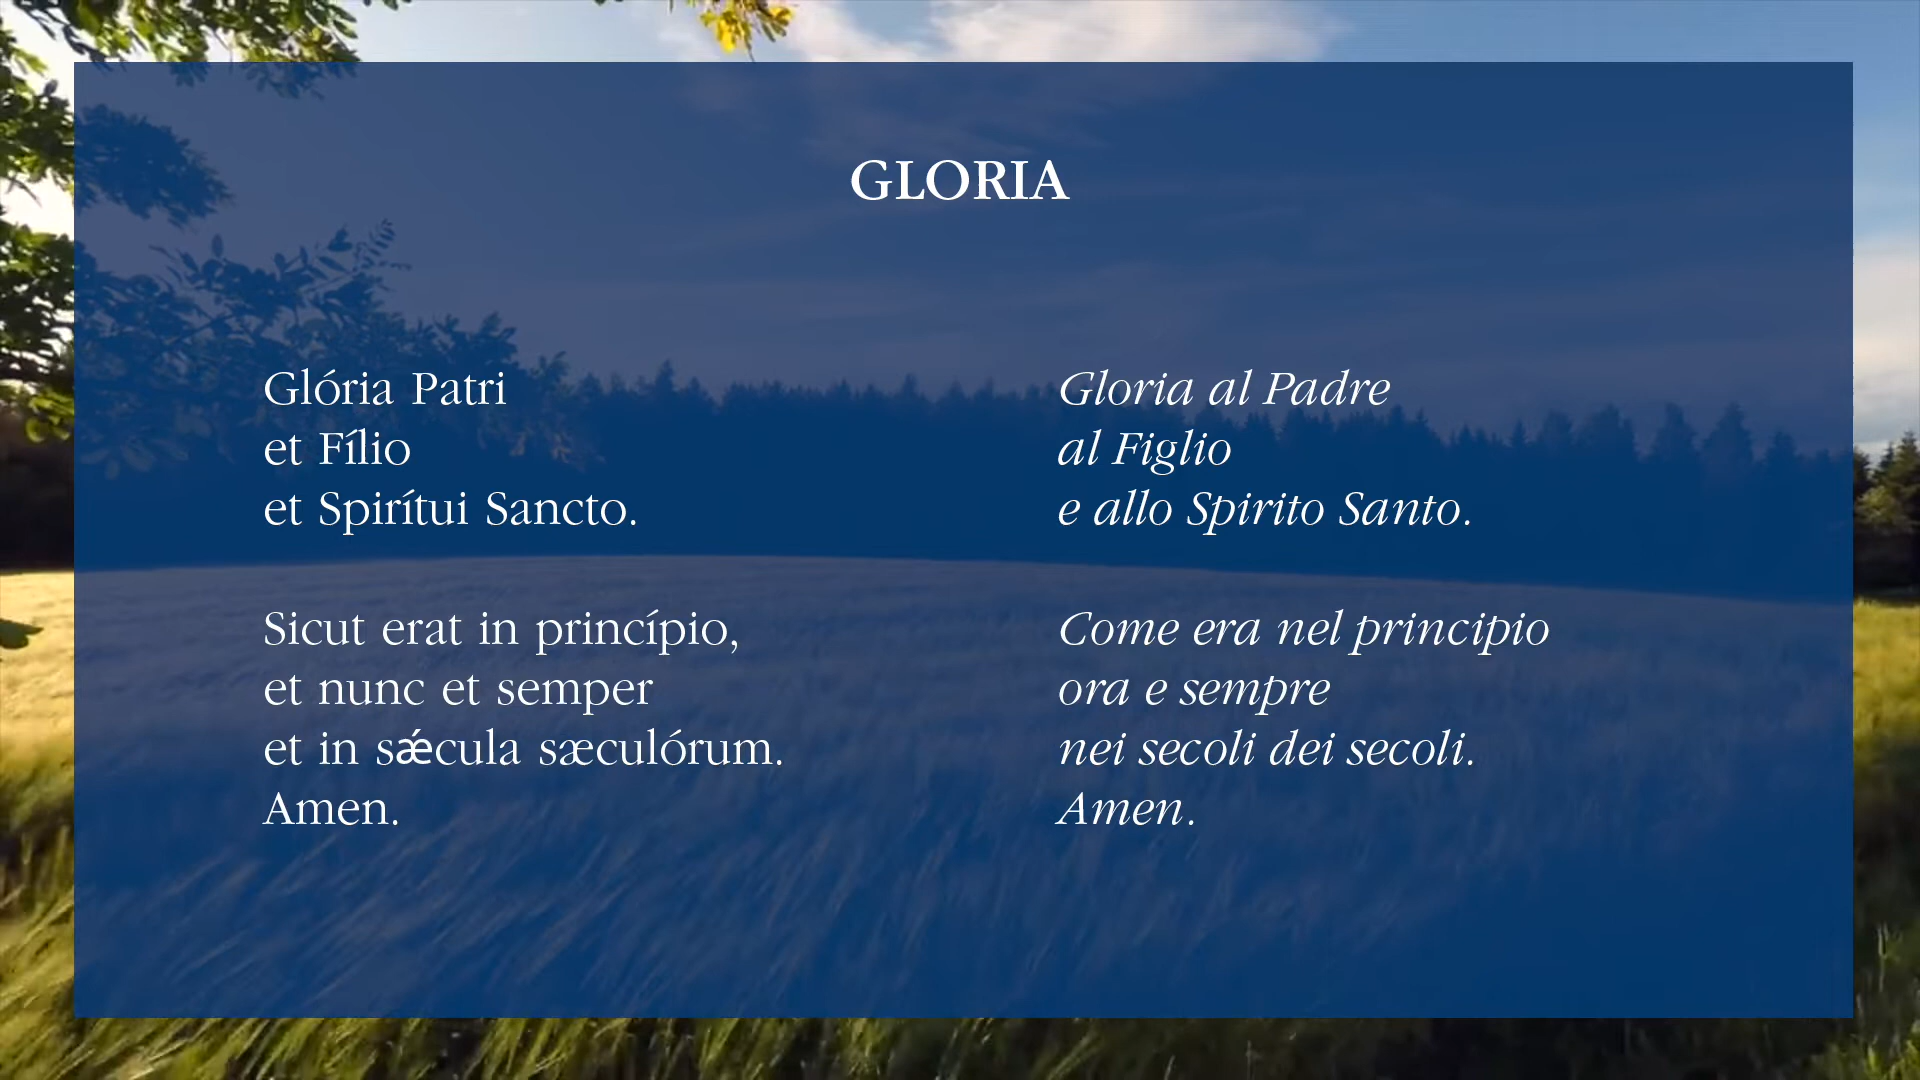 GLORIA
Glória Patri
et Fílio
et Spirítui Sancto.
Sicut erat in princípio,
et nunc et semper
et in sǽcula sæculórum.
Amen.
Gloria al Padre
al Figlio
e allo Spirito Santo.
Come era nel principio
ora e sempre
nei secoli dei secoli.
Amen.